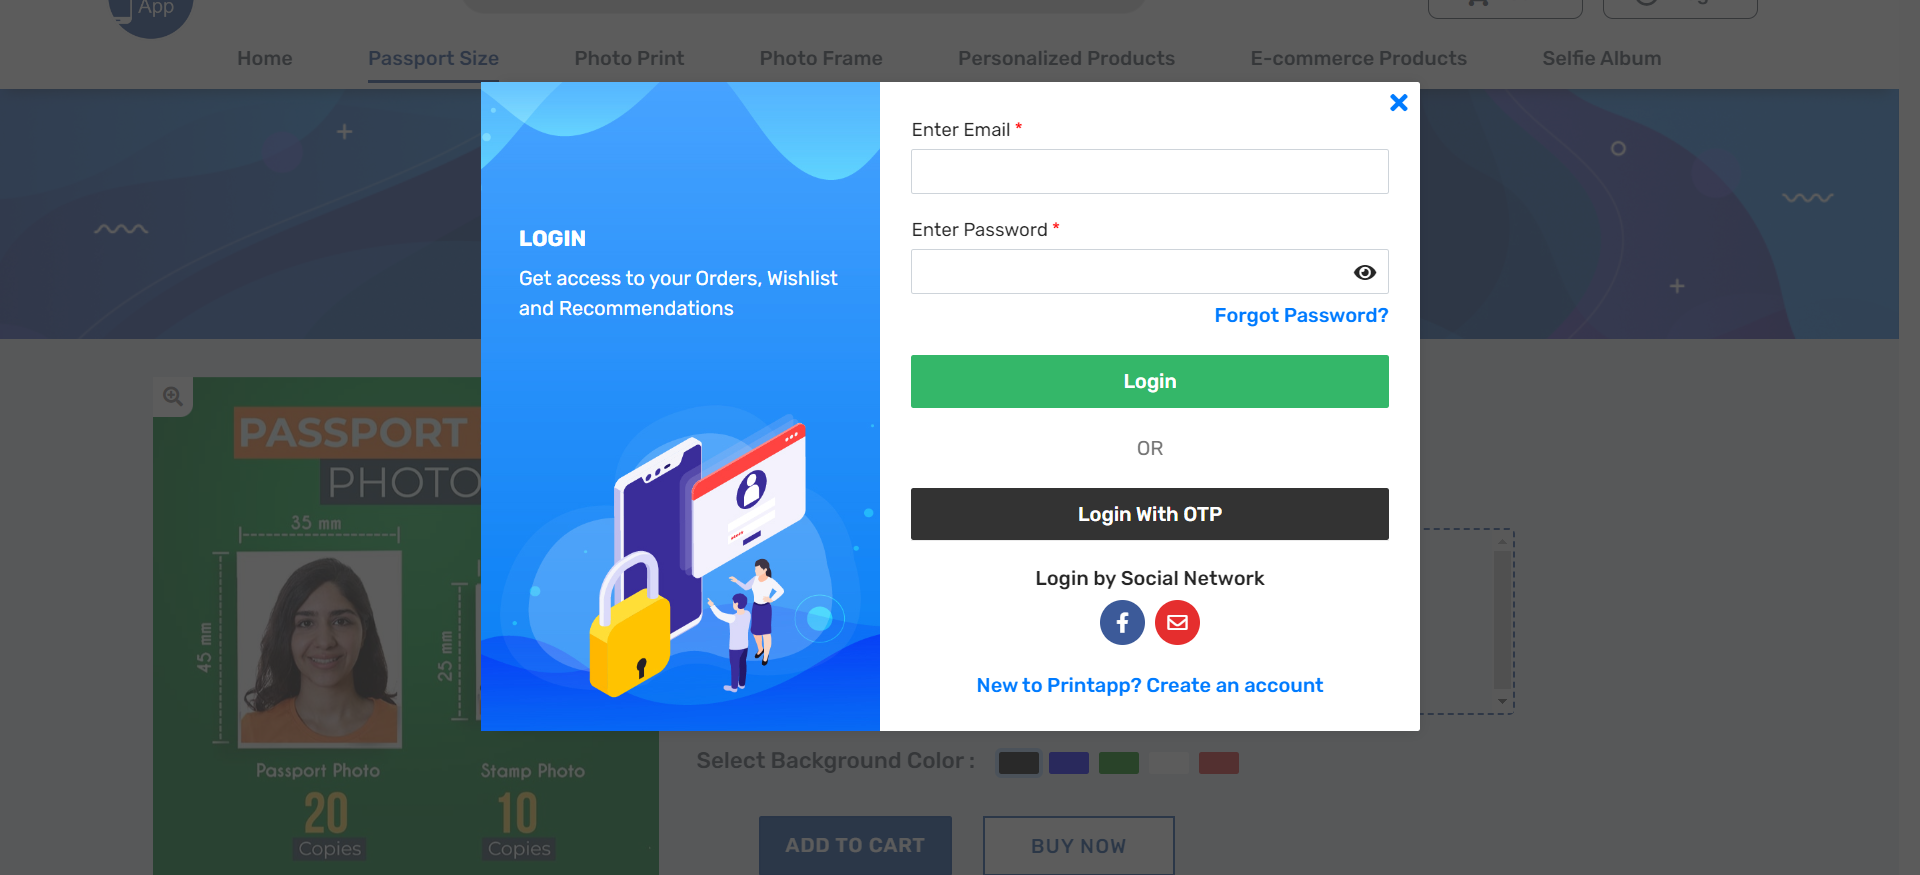 App
Home
Passport Size
Photo Print
Photo Frame
Personalized Products
E-commerce Products
Selfie Album
LOGIN
Get access to your Orders, Wishlist
and Recommendations
Enter Email *
Enter Password *
Forgot Password?
Login
OR
Login With OTP
Login by Social Network
New to Printapp? Create an account
PASSPORT
PHOTO
35 mm
45 mm
25 mm
Passport Photo
20
Copies
Stamp Photo
10
Copies
Select Background Color :
ADD TO CART
BUY NOW